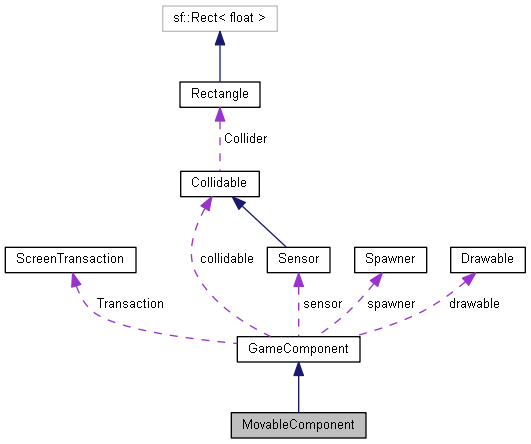 sf::Rect< float >
Rectangle
Collider
Collidable
collidable
ScreenTransaction
Sensor
Spawner
Drawable
Transaction
sensor
spawner
drawable
GameComponent
MovableComponent